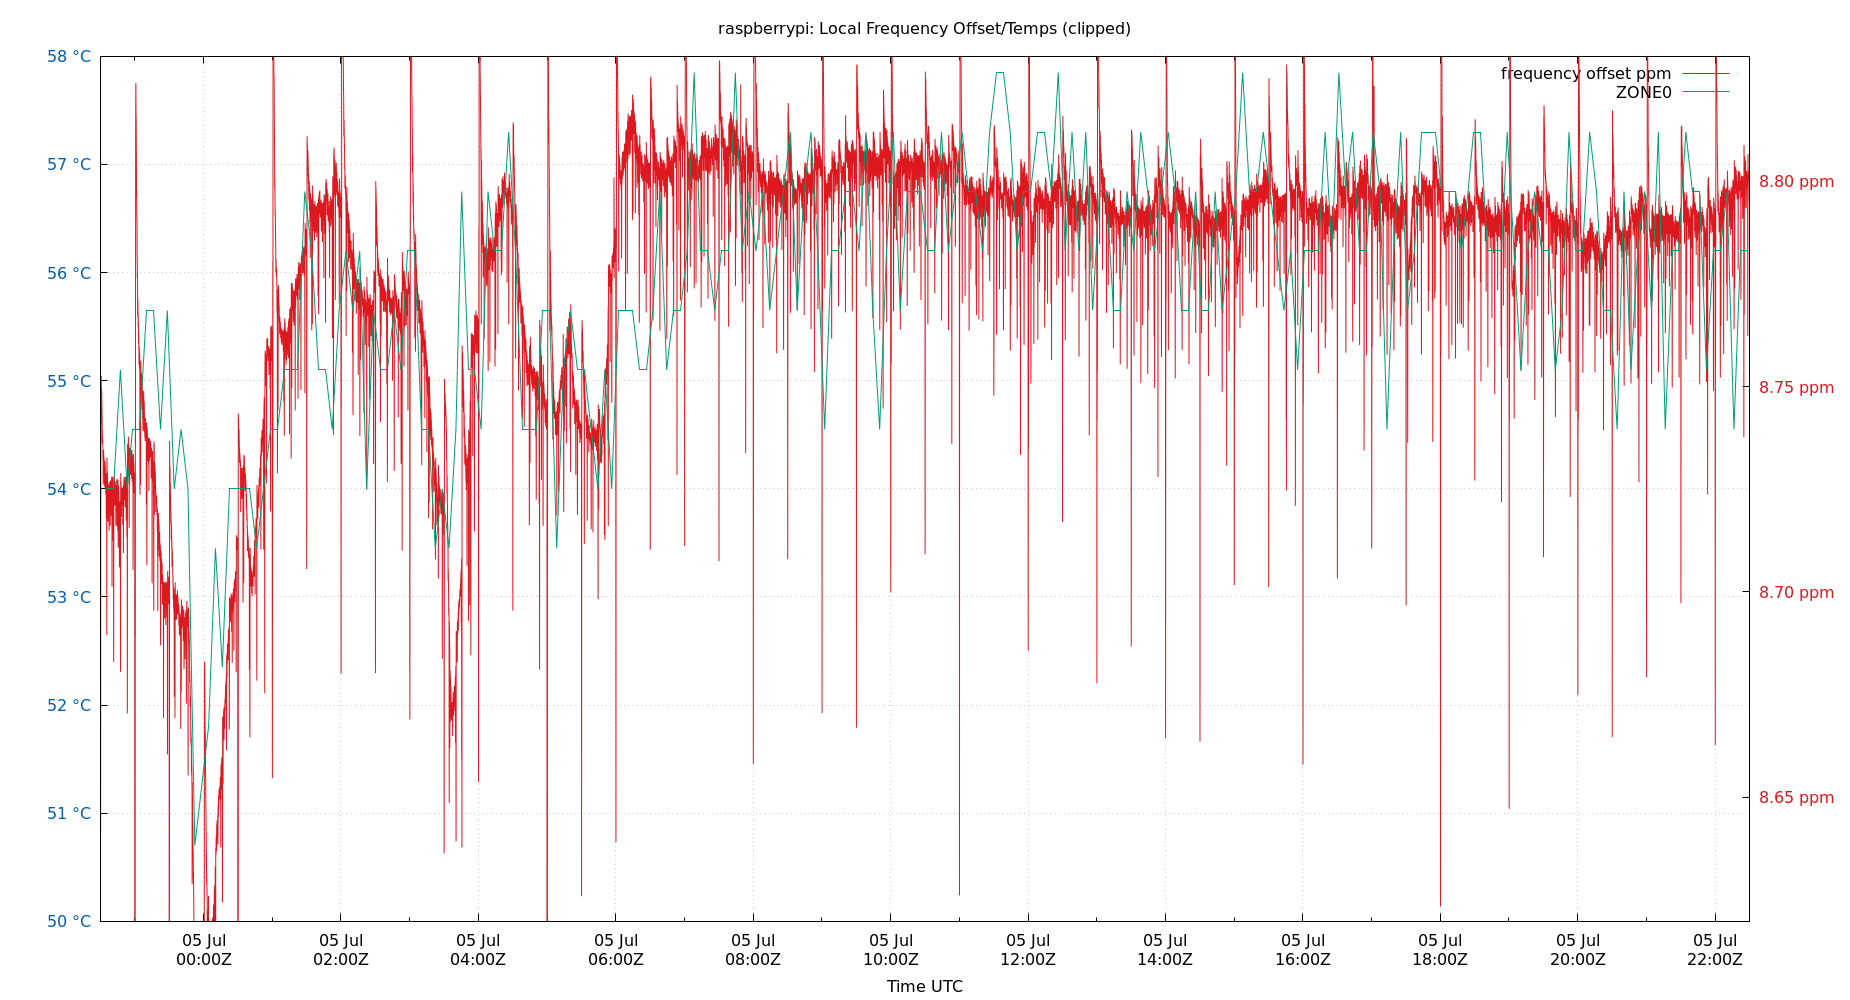 raspberrypi: Local Frequency Offset/Temps (clipped)
58 °C
57 °C
56 °C
55 °C
54 °C
53 °C
52 °C
51 °C
50 °C
frequency offset ppm
ZONE0
8.80 ppm
8.75 ppm
8.70 ppm
8.65 ppm
05 Jul
00:00Z
05 Jul
02:00Z
05 Jul
04:00Z
05 Jul
06:00Z
05 Jul
08:00Z
05 Jul
10:00Z
05 Jul
12:00Z
05 Jul
14:00Z
05 Jul
16:00Z
05 Jul
18:00Z
05 Jul
20:00Z
05 Jul
22:00Z
Time UTC